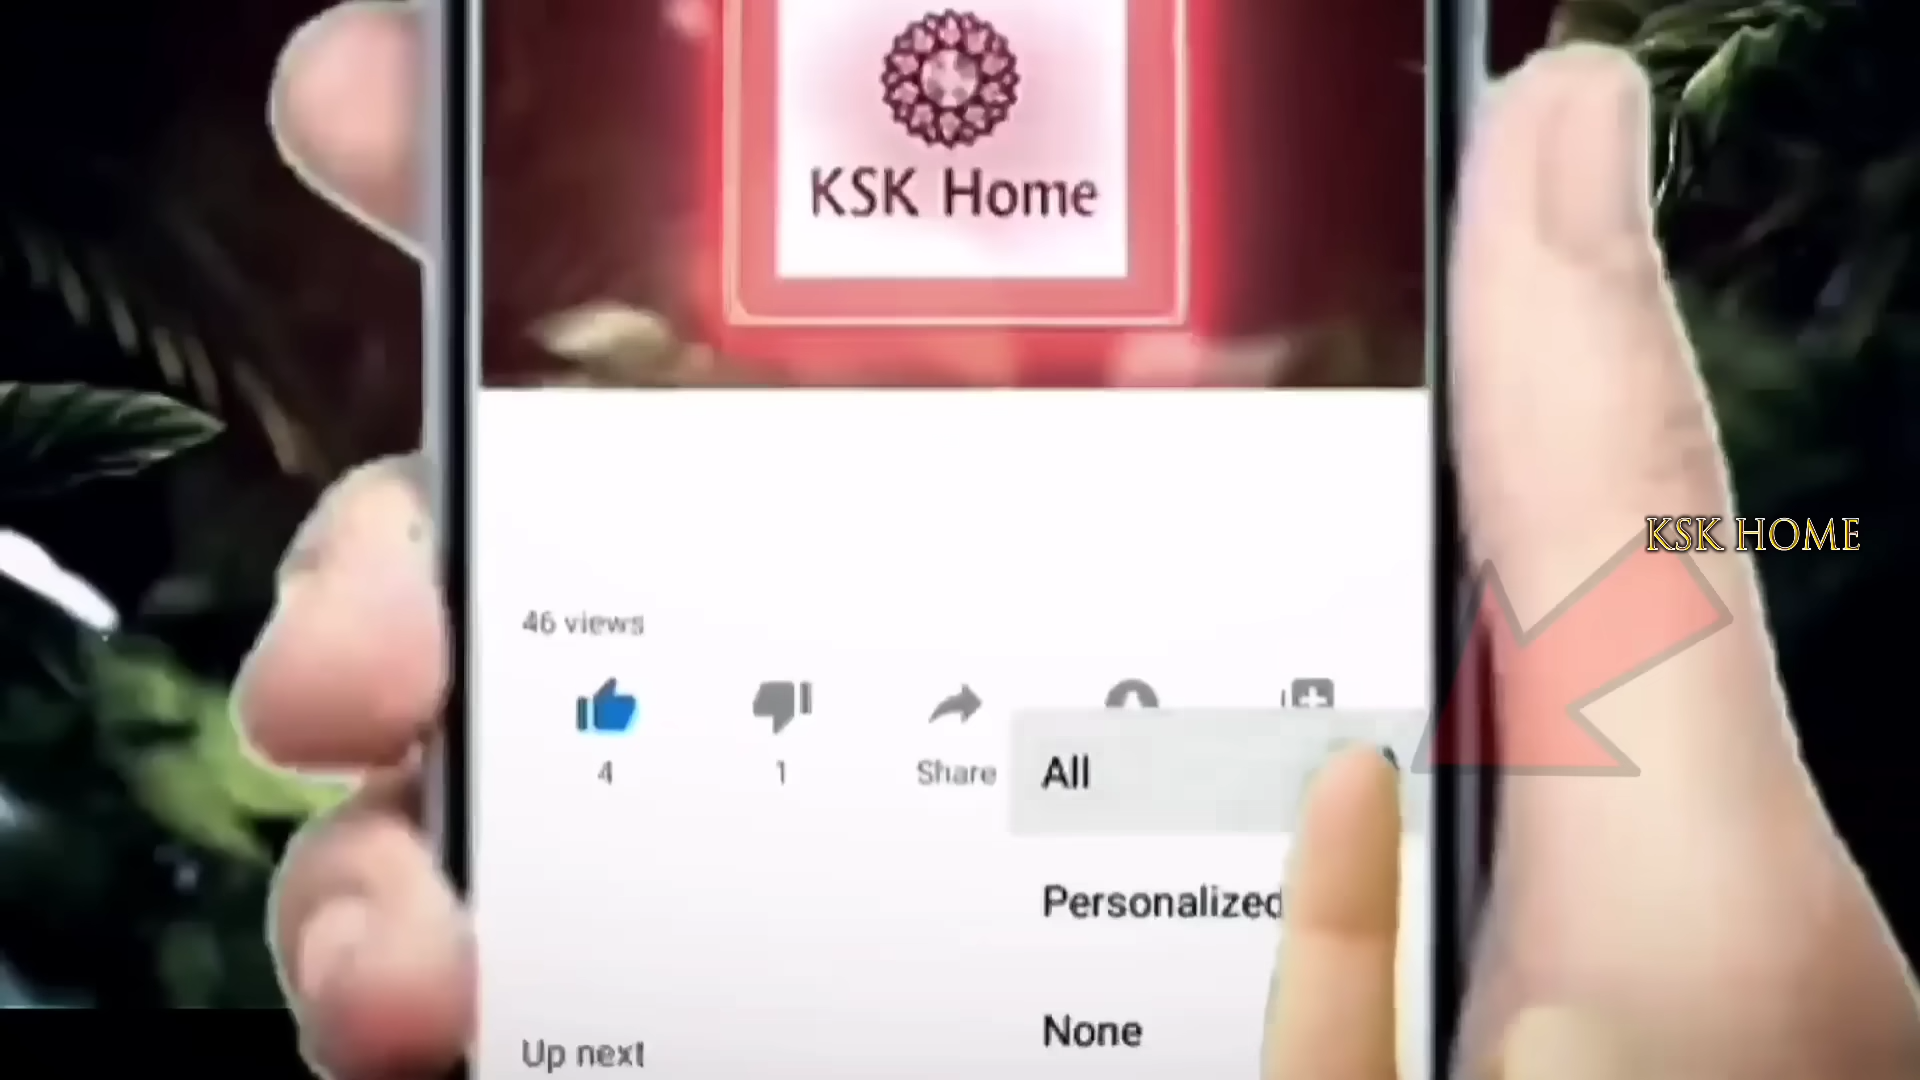 KSK Home
KSK HOME
46 views
4
1
Share
All
Personalized
None
Up next